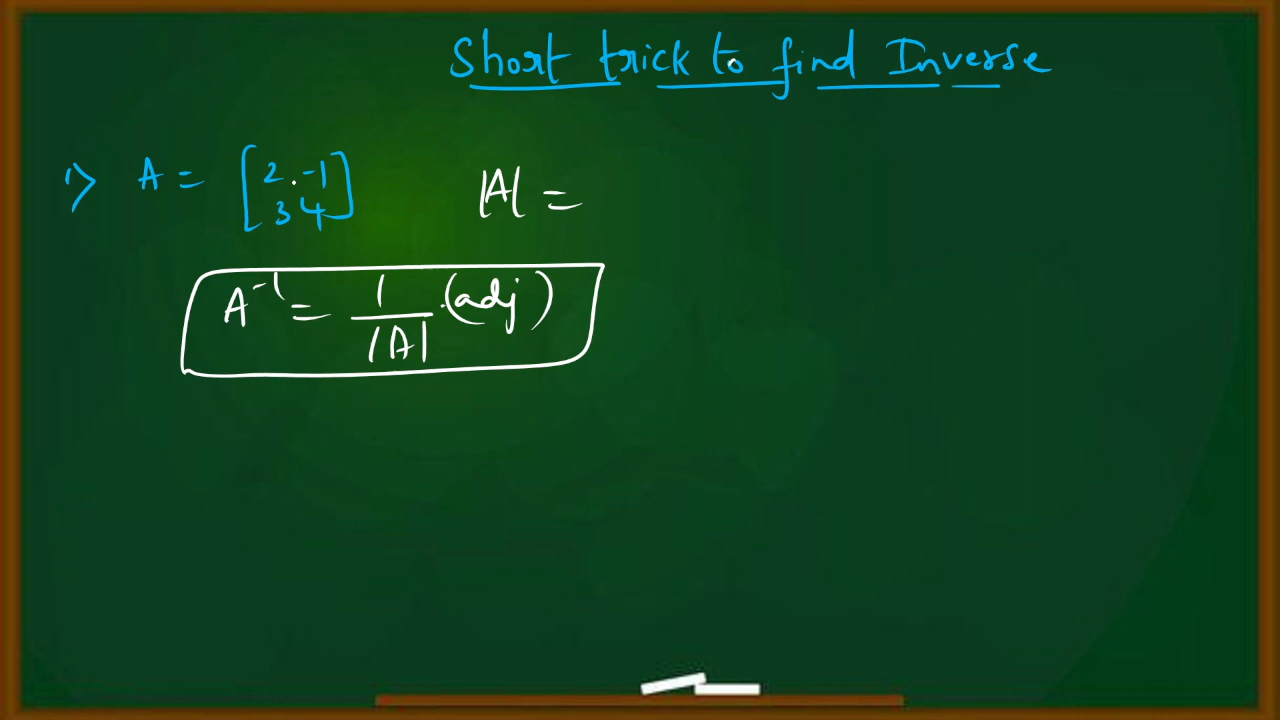 Short trick to find Inverse
1> A = [2 -1
3 4] |A| =
A⁻¹ = 1/|A| .(adj)